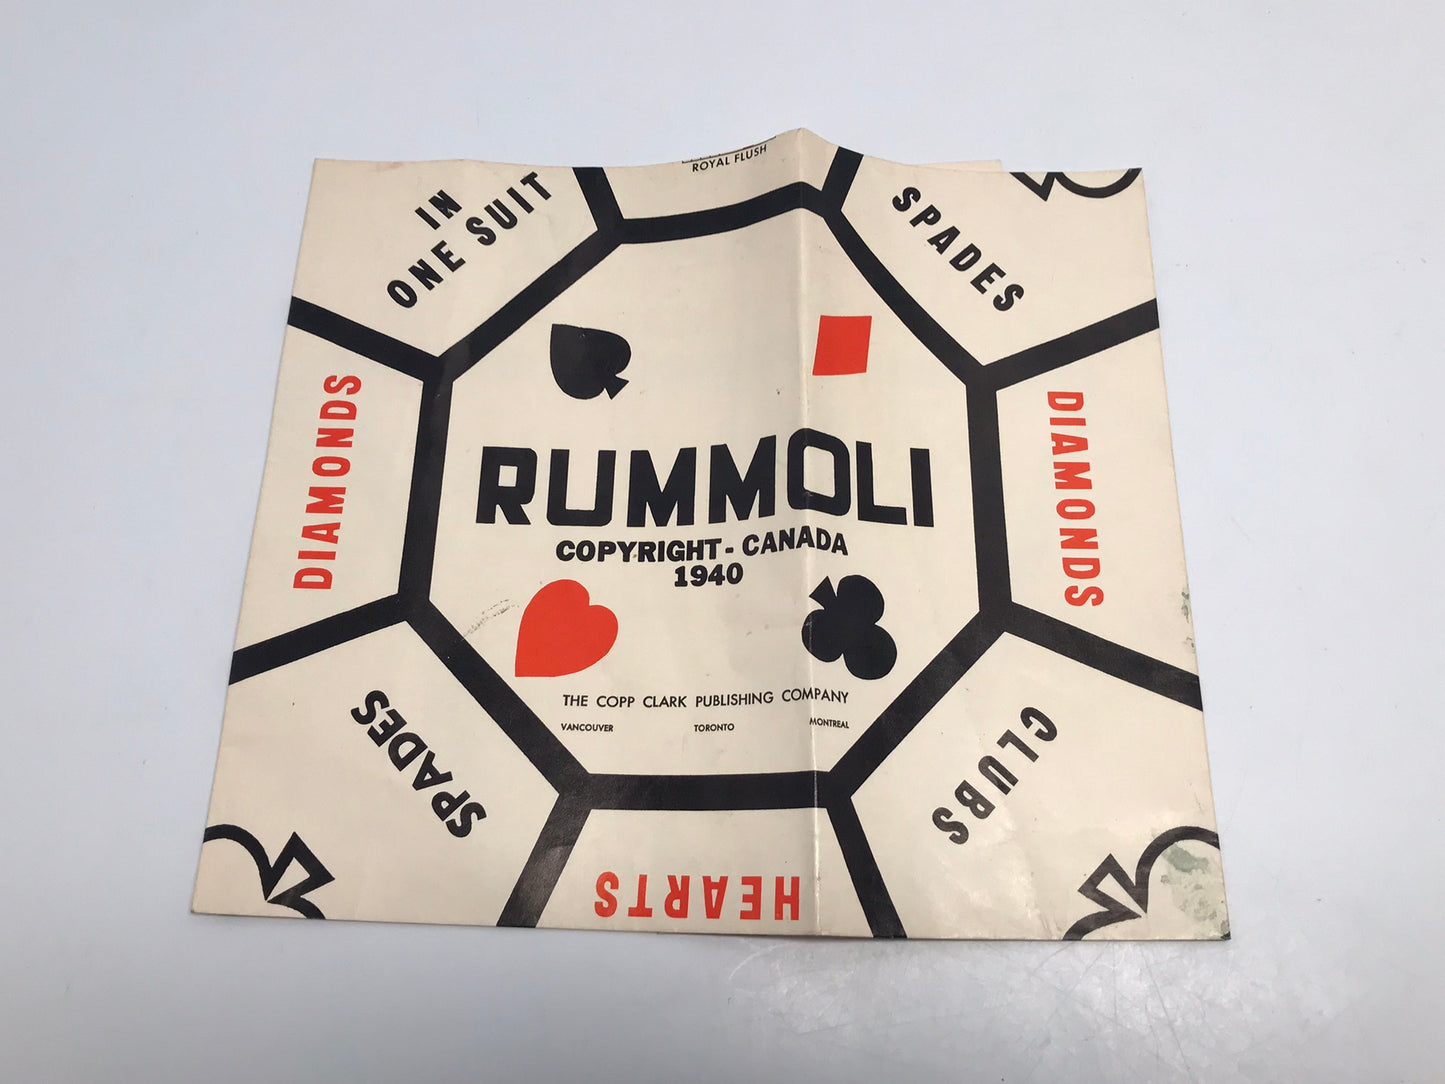 ROYAL FLUSH
IN
ONE SUIT
SPADES
DIAMONDS
DIAMONDS
RUMMOLI
COPYRIGHT - CANADA
1940
THE COPP CLARK PUBLISHING COMPANY
VANCOUVER TORONTO MONTREAL
SPADES
CLUBS
HEARTS